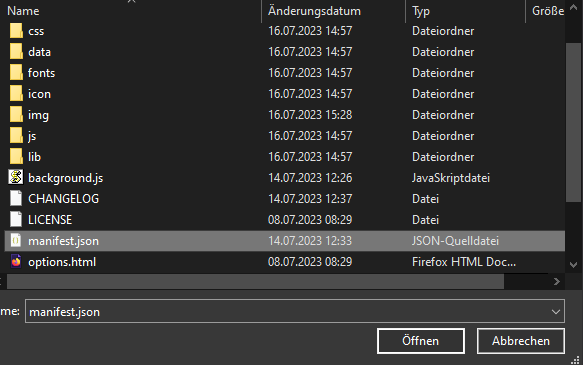 Name Änderungsdatum Typ Größe
css 16.07.2023 14:57 Dateiordner
data 16.07.2023 14:57 Dateiordner
fonts 16.07.2023 14:57 Dateiordner
icon 16.07.2023 14:57 Dateiordner
img 16.07.2023 15:28 Dateiordner
js 16.07.2023 14:57 Dateiordner
lib 16.07.2023 14:57 Dateiordner
background.js 14.07.2023 12:26 JavaSkriptdatei
CHANGELOG 14.07.2023 12:37 Datei
LICENSE 08.07.2023 08:29 Datei
manifest.json 14.07.2023 12:33 JSON-Quelldatei
options.html 08.07.2023 08:29 Firefox HTML Doc...
me: manifest.json
Öffnen Abbrechen